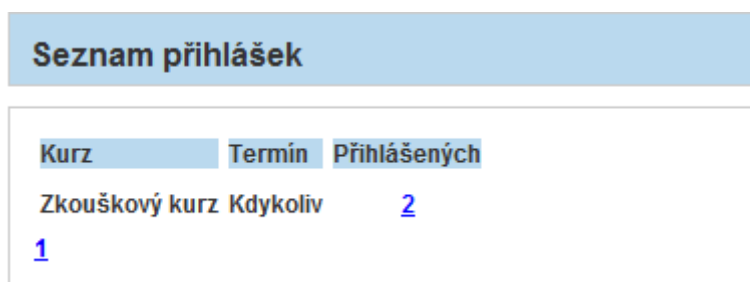 Seznam přihlášek
Kurz Termín Přihlášených
Zkouškový kurz Kdykoliv 2
1